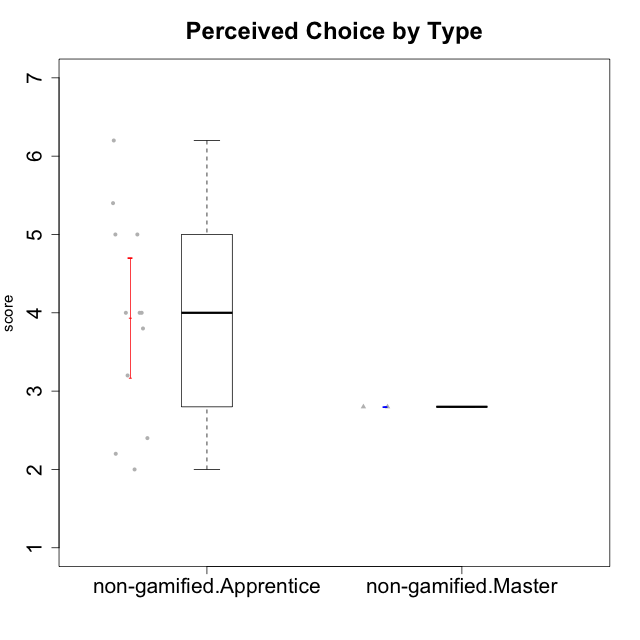 Perceived Choice by Type
7
6
5
4
3
2
1
score
non-gamified.Apprentice
non-gamified.Master